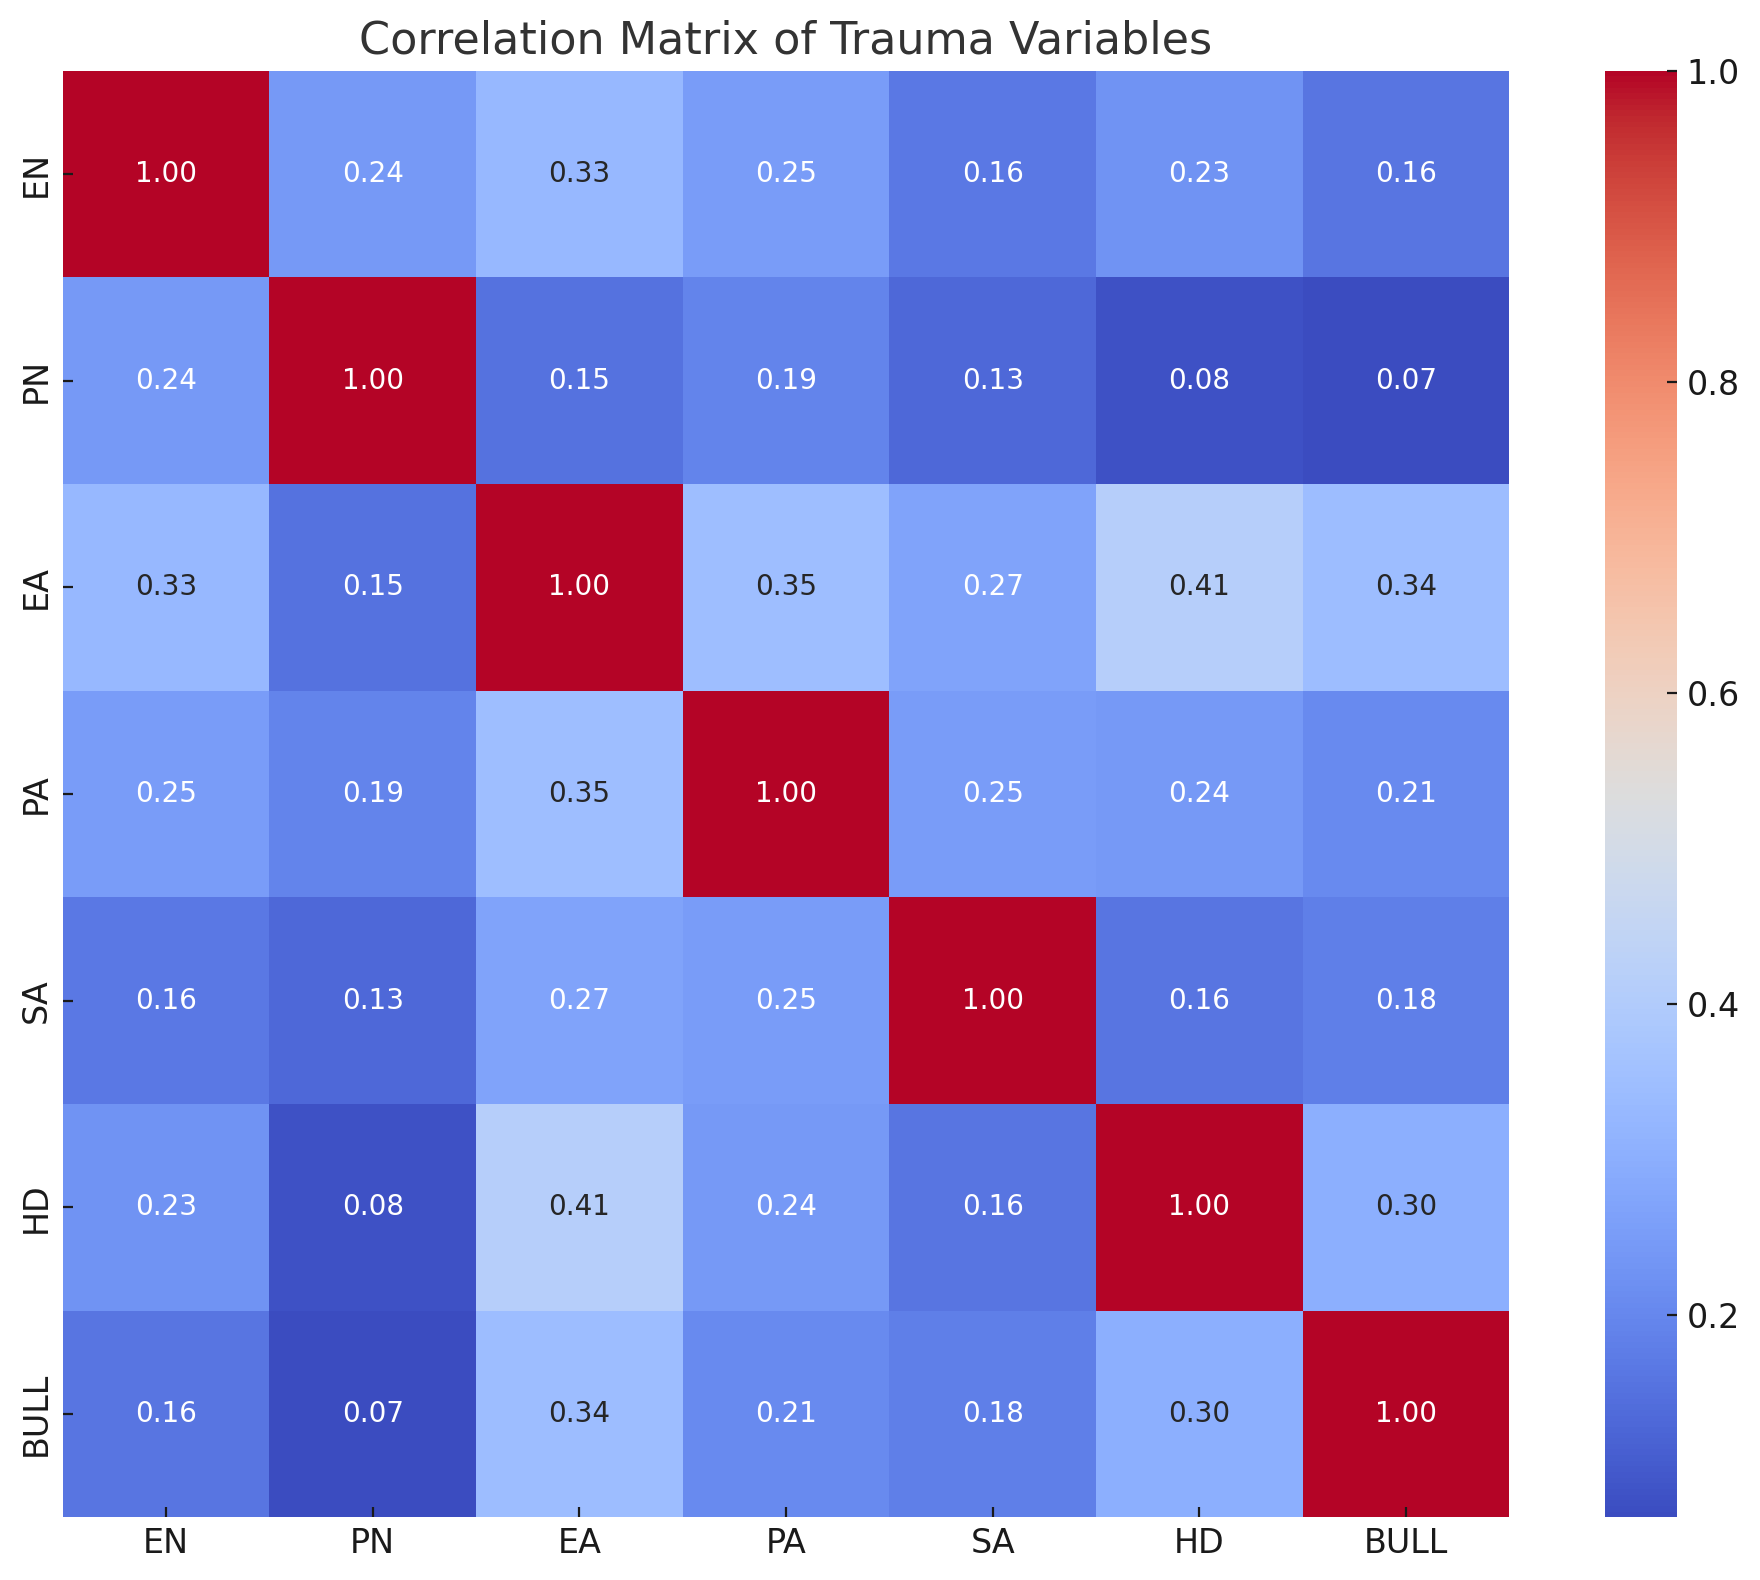 Correlation Matrix of Trauma Variables
EN 1.00 0.24 0.33 0.25 0.16 0.23 0.16
PN 0.24 1.00 0.15 0.19 0.13 0.08 0.07
EA 0.33 0.15 1.00 0.35 0.27 0.41 0.34
PA 0.25 0.19 0.35 1.00 0.25 0.24 0.21
SA 0.16 0.13 0.27 0.25 1.00 0.16 0.18
HD 0.23 0.08 0.41 0.24 0.16 1.00 0.30
BULL 0.16 0.07 0.34 0.21 0.18 0.30 1.00
EN PN EA PA SA HD BULL
1.0
0.8
0.6
0.4
0.2